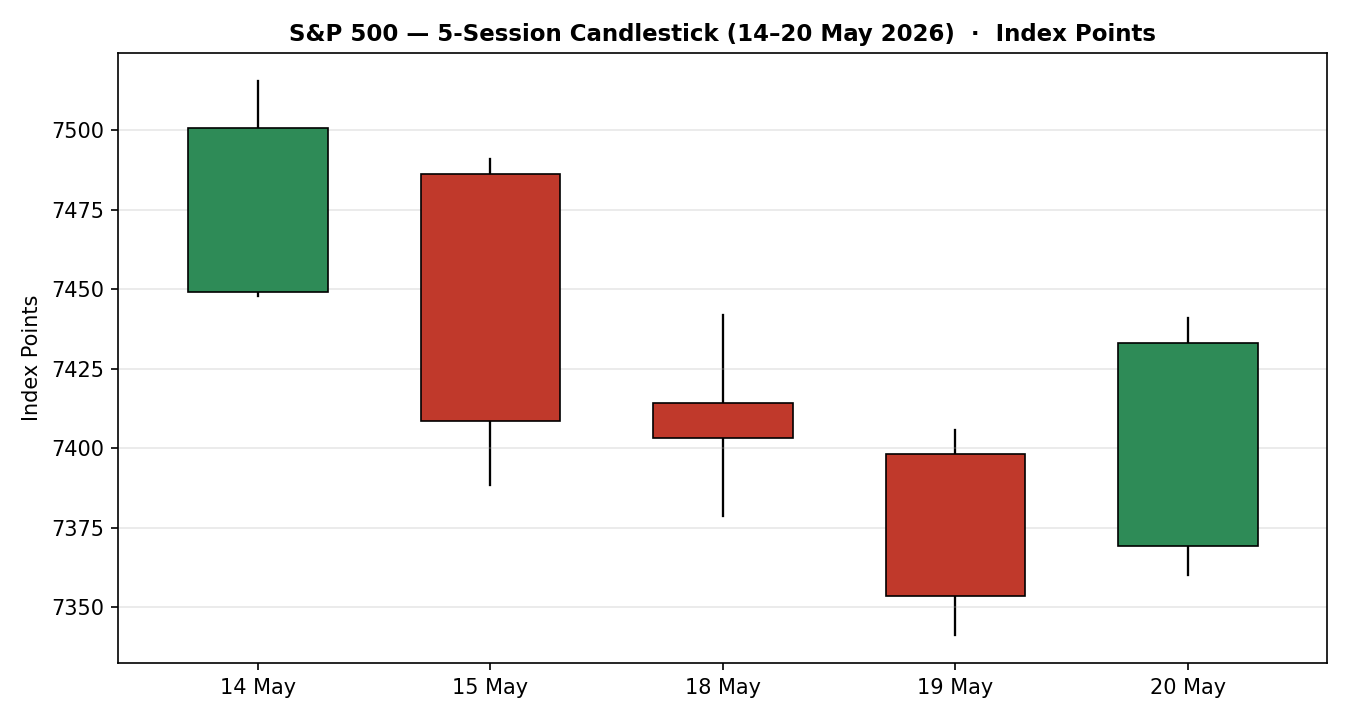 S&P 500 — 5-Session Candlestick (14–20 May 2026)  ·  Index Points
Index Points
7500
7475
7450
7425
7400
7375
7350
14 May
15 May
18 May
19 May
20 May